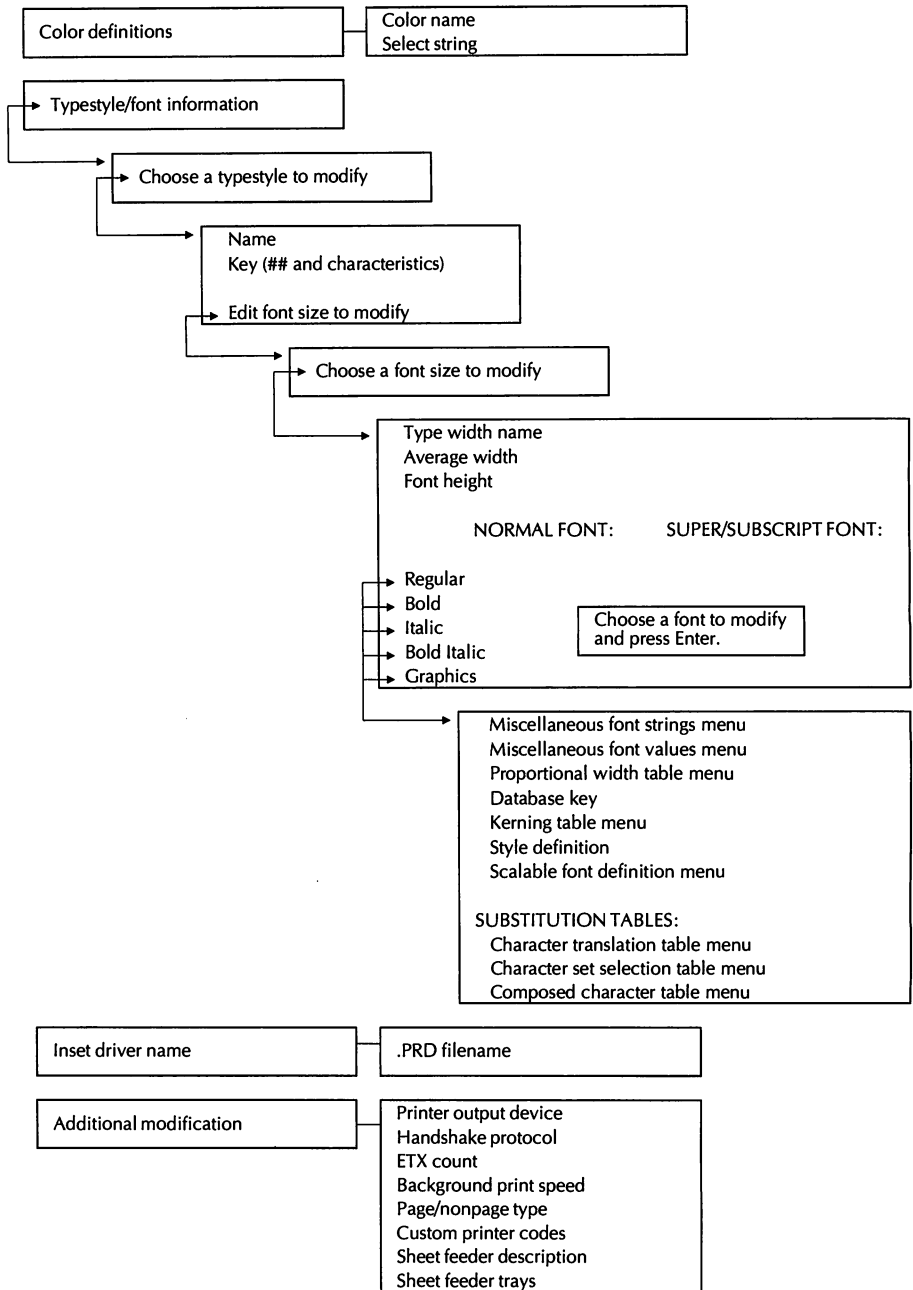 Color definitions
Color name
Select string
Typestyle/font information
Choose a typestyle to modify
Name
Key (## and characteristics)
Edit font size to modify
Choose a font size to modify
Type width name
Average width
Font height
NORMAL FONT: SUPER/SUBSCRIPT FONT:
Regular
Bold
Italic
Bold Italic
Graphics
Choose a font to modify
and press Enter.
Miscellaneous font strings menu
Miscellaneous font values menu
Proportional width table menu
Database key
Kerning table menu
Style definition
Scalable font definition menu
SUBSTITUTION TABLES:
Character translation table menu
Character set selection table menu
Composed character table menu
Inset driver name
.PRD filename
Additional modification
Printer output device
Handshake protocol
ETX count
Background print speed
Page/nonpage type
Custom printer codes
Sheet feeder description
Sheet feeder trays